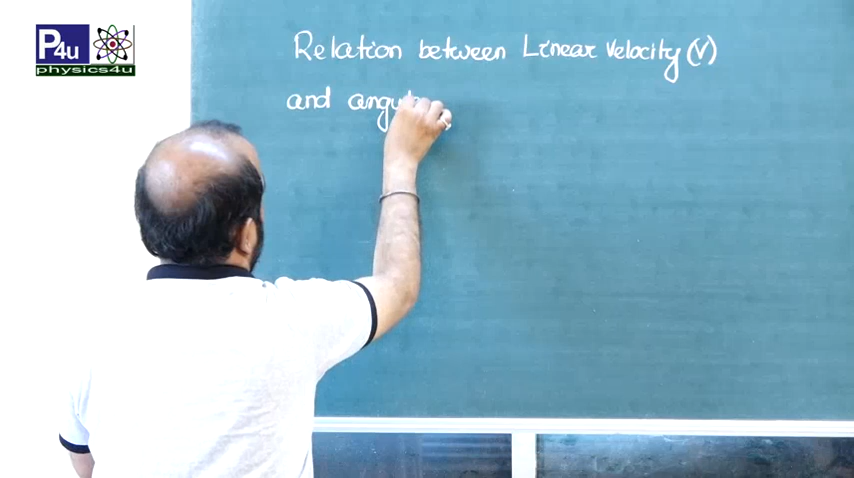 P4u
physics4u
Relation between Linear Velocity (V)
and angu